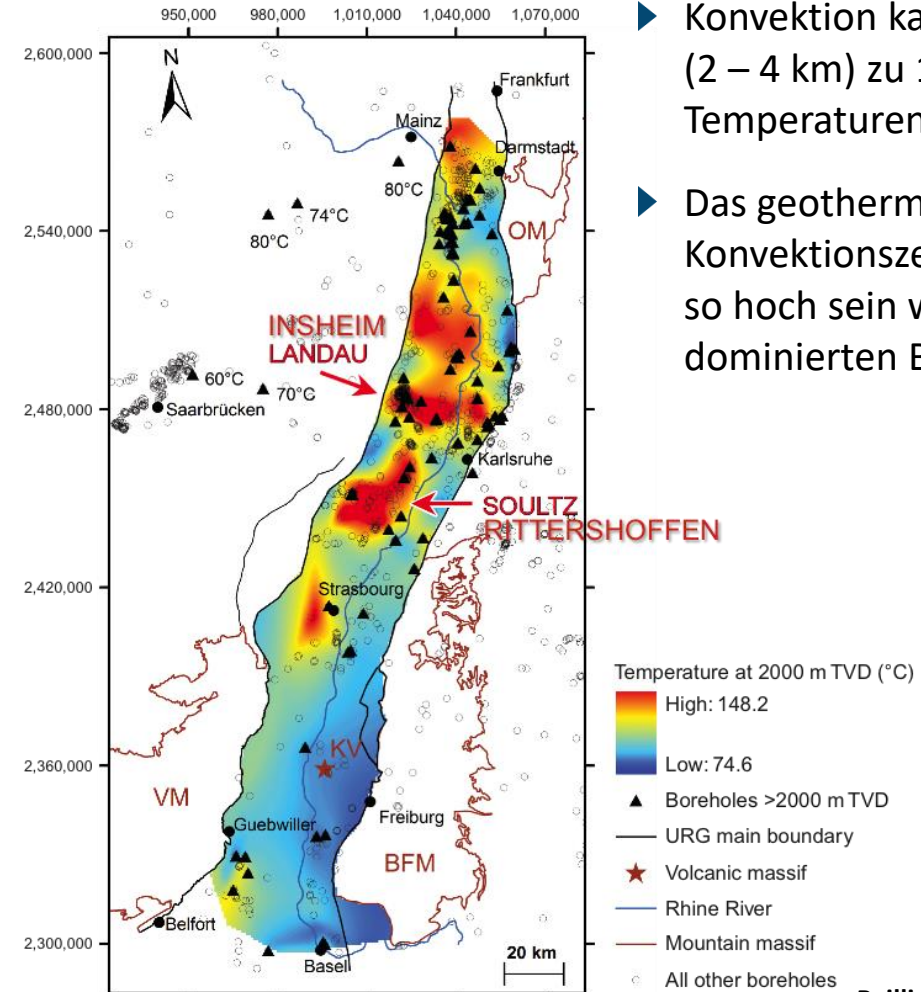 950,000 980,000 1,010,000 1,040,000 1,070,000
2,600,000
2,540,000
2,480,000
2,420,000
2,360,000
2,300,000
N
Frankfurt
Mainz
Darmstadt
80°C
74°C
80°C
OM
INSHEIM
LANDAU
60°C
70°C
Saarbrücken
Karlsruhe
SOULTZ
RITTERSHOFFEN
Strasbourg
KV
VM
Freiburg
Guebwiller
BFM
Belfort
Basel
20 km
Konvektion
(2 – 4 km) zu
Temperaturen
Das
so hoch sein
dominierten
Temperature at 2000 m TVD (°C)
High: 148.2
Low: 74.6
Boreholes >2000 m TVD
URG main boundary
Volcanic massif
Rhine River
Mountain massif
All other boreholes